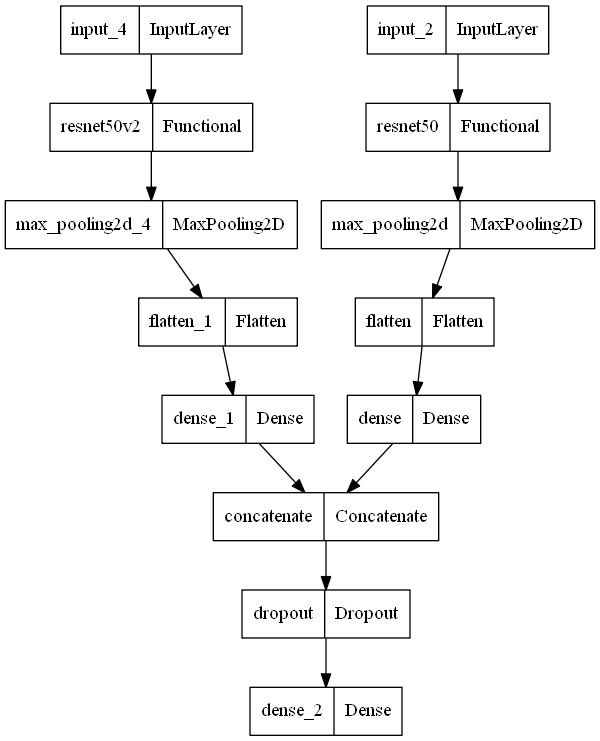 input_4 InputLayer input_2 InputLayer
resnet50v2 Functional resnet50 Functional
max_pooling2d_4 MaxPooling2D max_pooling2d MaxPooling2D
flatten_1 Flatten flatten Flatten
dense_1 Dense dense Dense
concatenate Concatenate
dropout Dropout
dense_2 Dense